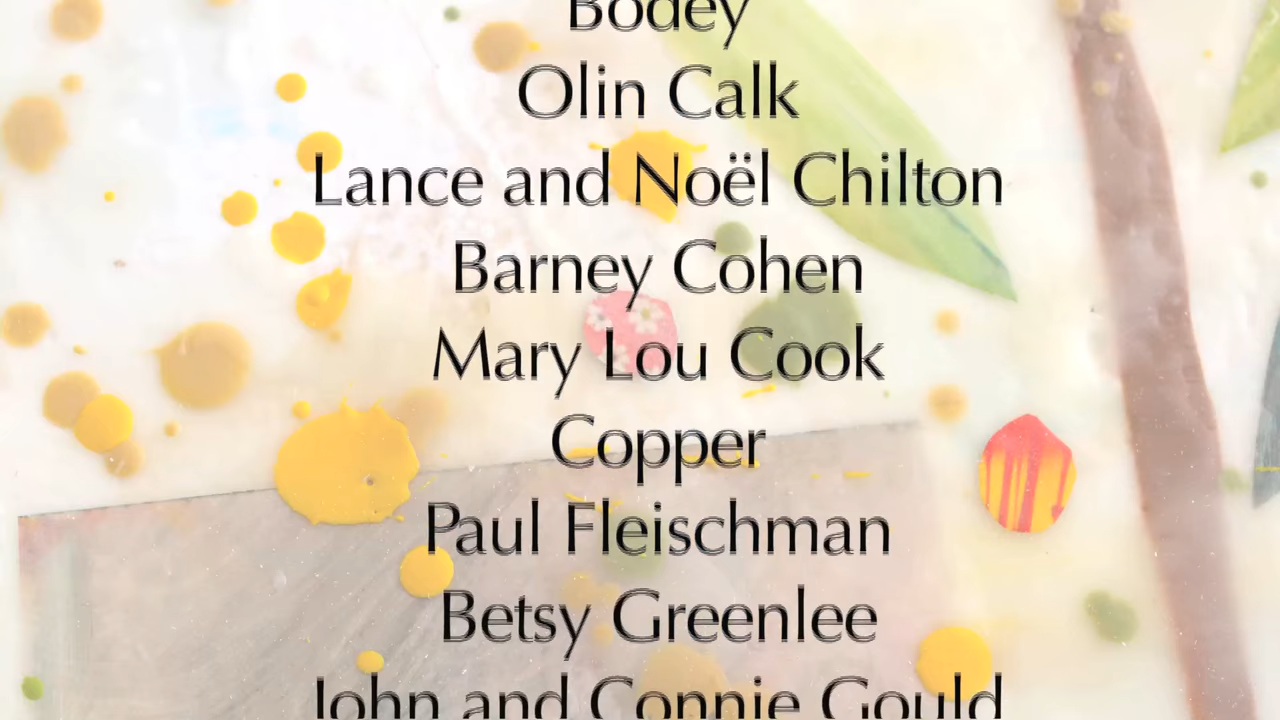 Bodey
Olin Calk
Lance and Noël Chilton
Barney Cohen
Mary Lou Cook
Copper
Paul Fleischman
Betsy Greenlee
John and Connie Gould